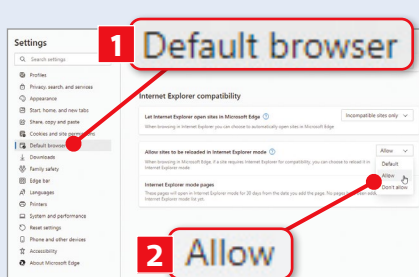 1 Default browser
Settings
Search settings
Profiles
Privacy, search, and services
Appearance
Start, home, and new tabs
Share, copy and paste
Cookies and site permissions
Default browser
Downloads
Family safety
Edge bar
Languages
Printers
System and performance
Reset settings
Phone and other devices
Accessibility
About Microsoft Edge
Internet Explorer compatibility
Let Internet Explorer open sites in Microsoft Edge
Incompatible sites only
When browsing in Internet Explorer you can choose to automatically open sites in Microsoft Edge
Allow sites to be reloaded in Internet Explorer mode
Allow
When browsing in Microsoft Edge, if a site requires Internet Explorer for compatibility, you can choose to reload it in
Internet Explorer mode
Default
Allow
Don't allow
Internet Explorer mode pages
These pages will open in Internet Explorer mode for 30 days from the date you add the page. No pages
Internet Explorer mode list yet.
2 Allow